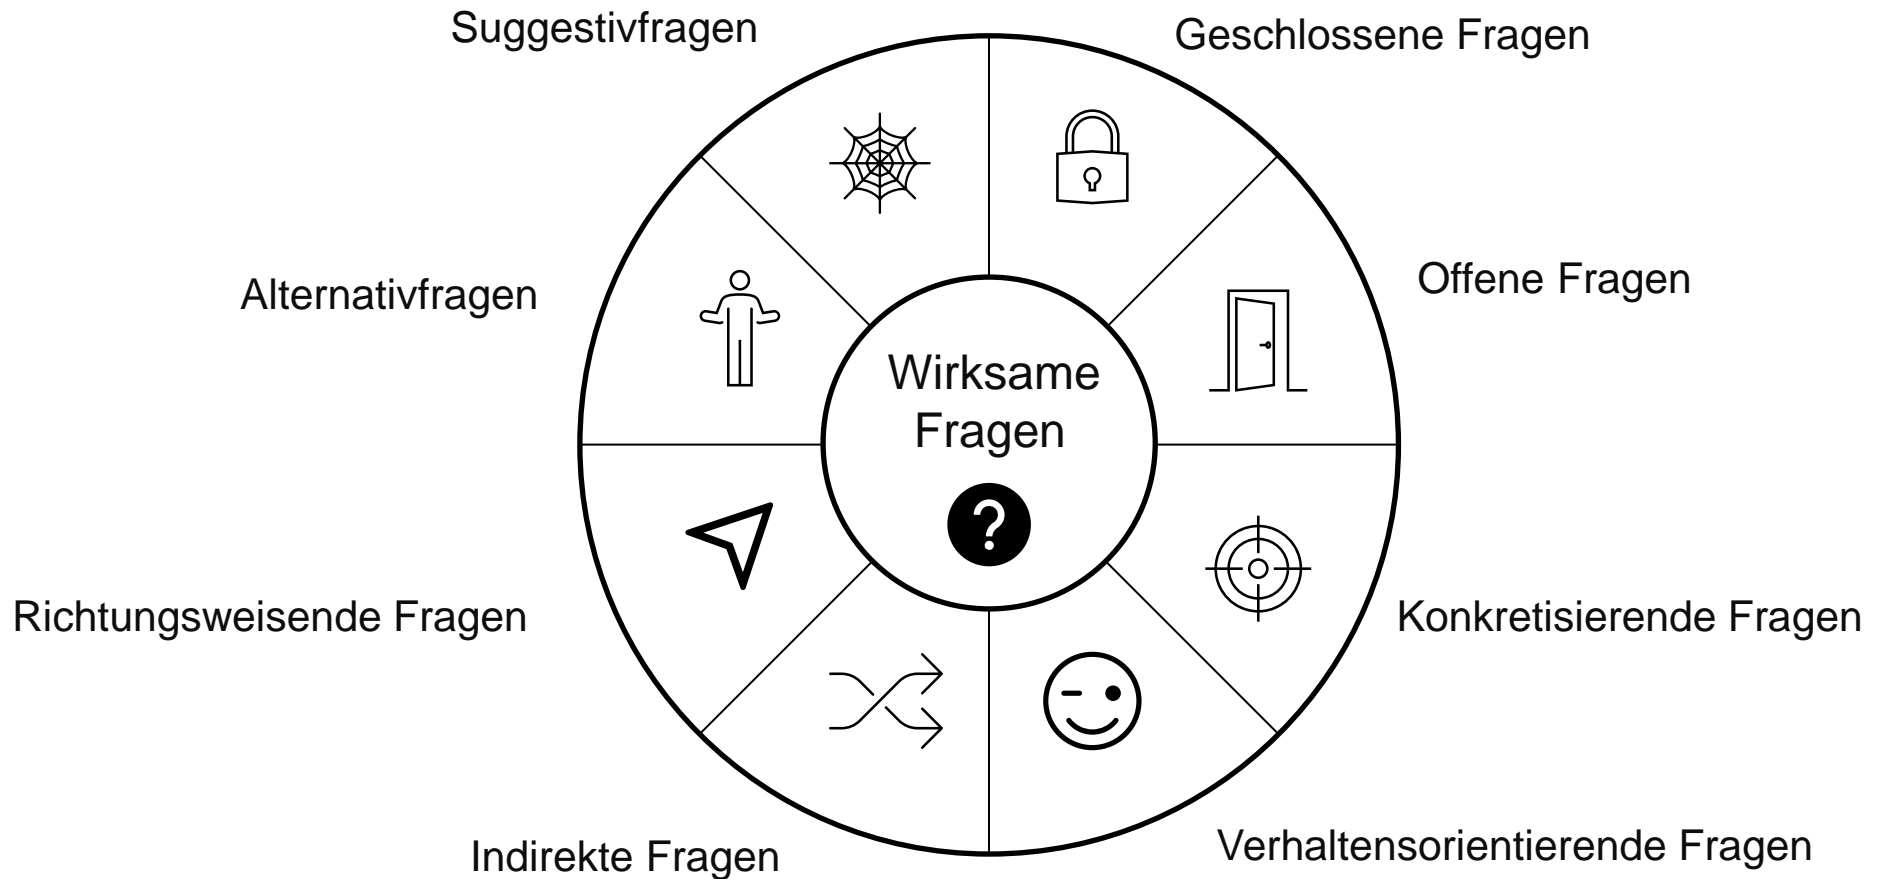 Suggestivfragen
Geschlossene Fragen
Alternativfragen
Offene Fragen
Wirksame
Fragen
?
Richtungsweisende Fragen
Konkretisierende Fragen
Indirekte Fragen
Verhaltensorientierende Fragen